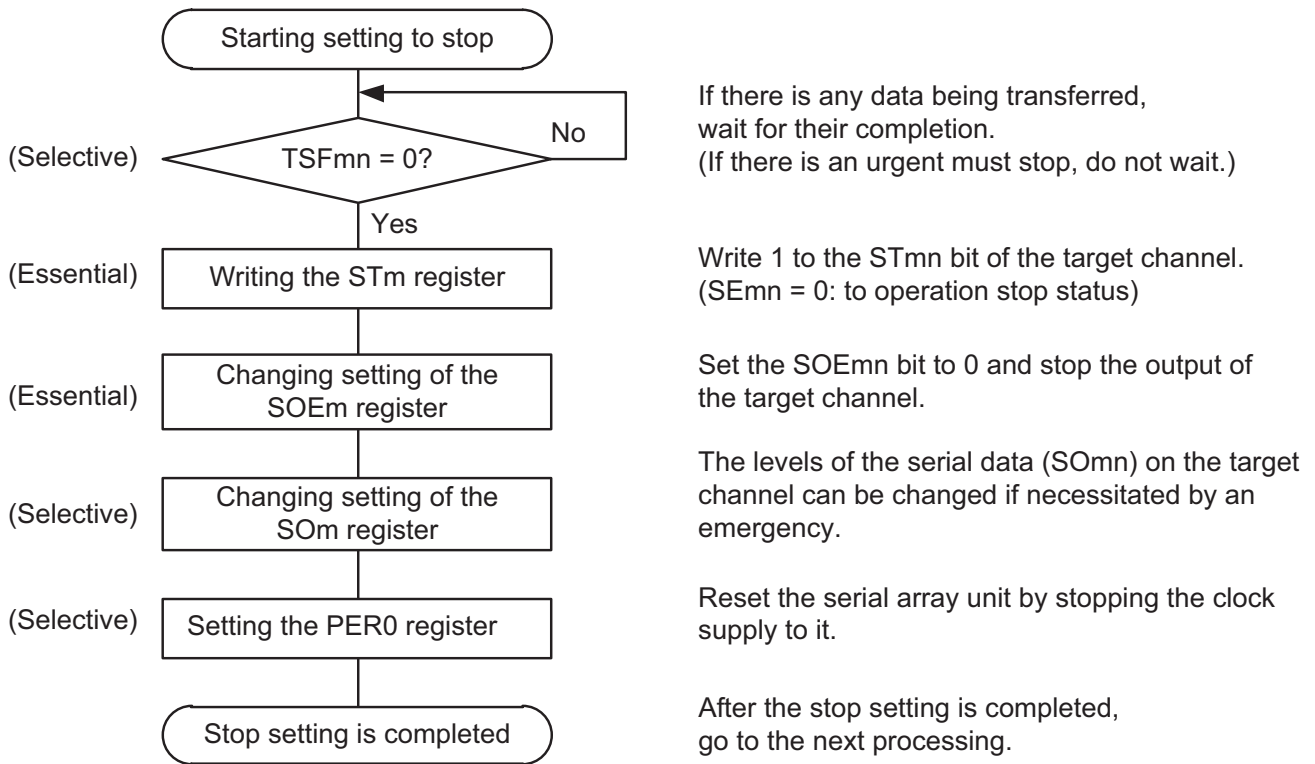 Starting setting to stop
No
(Selective)
TSFmn = 0?
If there is any data being transferred,
wait for their completion.
(If there is an urgent must stop, do not wait.)
Yes
(Essential)
Writing the STm register
Write 1 to the STmn bit of the target channel.
(SEmn = 0: to operation stop status)
(Essential)
Changing setting of the
SOEm register
Set the SOEmn bit to 0 and stop the output of
the target channel.
(Selective)
Changing setting of the
SOm register
The levels of the serial data (SOmn) on the target
channel can be changed if necessitated by an
emergency.
(Selective)
Setting the PER0 register
Reset the serial array unit by stopping the clock
supply to it.
Stop setting is completed
After the stop setting is completed,
go to the next processing.